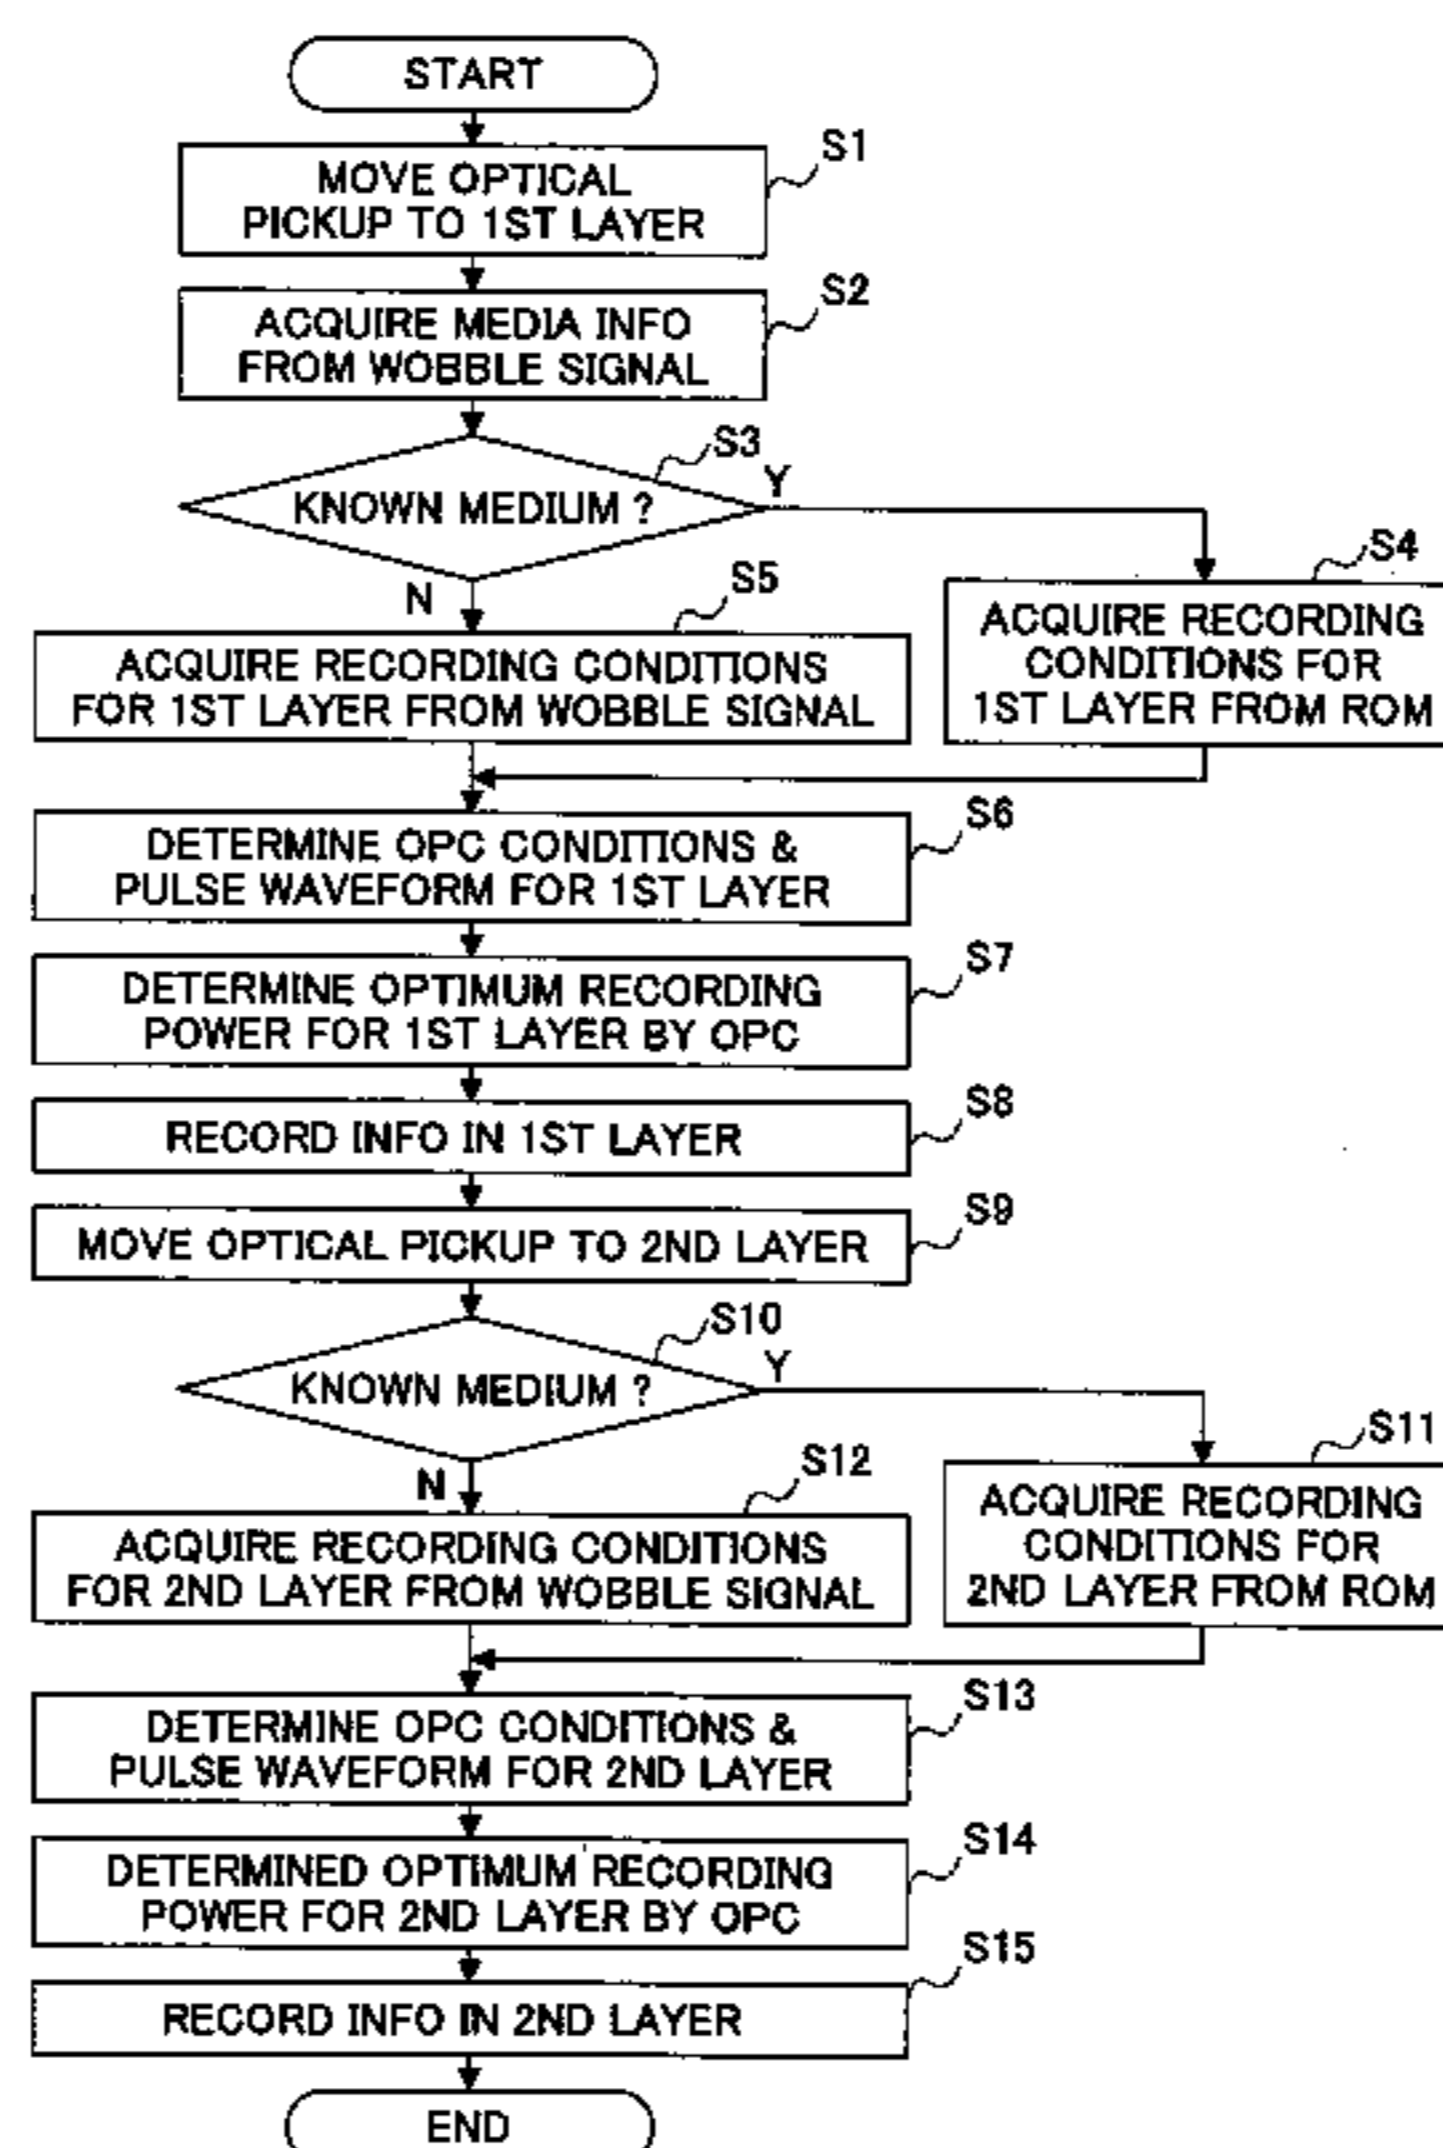 START
S1
MOVE OPTICAL
PICKUP TO 1ST LAYER
S2
ACQUIRE MEDIA INFO
FROM WOBBLE SIGNAL
S3
KNOWN MEDIUM ?
Y
N
S4
ACQUIRE RECORDING
CONDITIONS FOR
1ST LAYER FROM ROM
S5
ACQUIRE RECORDING CONDITIONS
FOR 1ST LAYER FROM WOBBLE SIGNAL
S6
DETERMINE OPC CONDITIONS &
PULSE WAVEFORM FOR 1ST LAYER
S7
DETERMINE OPTIMUM RECORDING
POWER FOR 1ST LAYER BY OPC
S8
RECORD INFO IN 1ST LAYER
S9
MOVE OPTICAL PICKUP TO 2ND LAYER
S10
KNOWN MEDIUM ?
Y
N
S11
ACQUIRE RECORDING
CONDITIONS FOR
2ND LAYER FROM ROM
S12
ACQUIRE RECORDING CONDITIONS
FOR 2ND LAYER FROM WOBBLE SIGNAL
S13
DETERMINE OPC CONDITIONS &
PULSE WAVEFORM FOR 2ND LAYER
S14
DETERMINED OPTIMUM RECORDING
POWER FOR 2ND LAYER BY OPC
S15
RECORD INFO IN 2ND LAYER
END